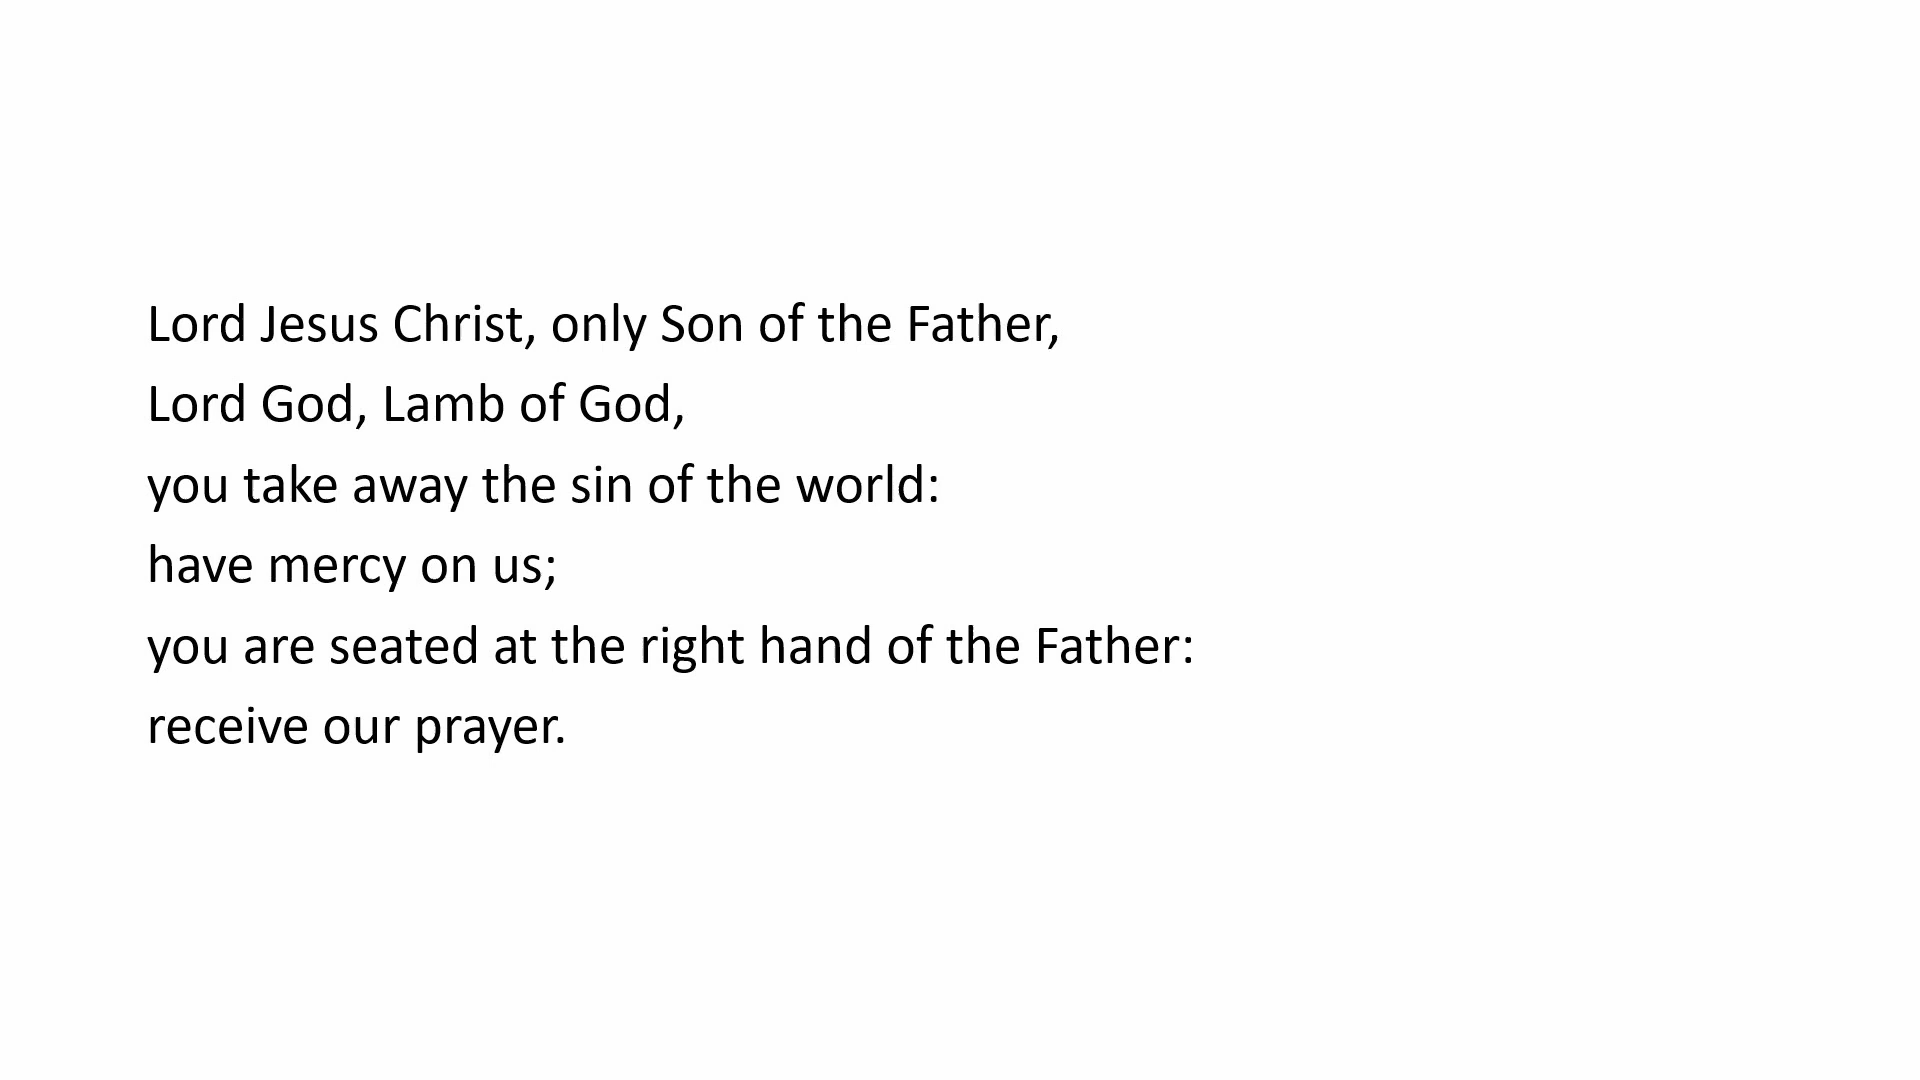 Lord Jesus Christ, only Son of the Father,
Lord God, Lamb of God,
you take away the sin of the world:
have mercy on us;
you are seated at the right hand of the Father:
receive our prayer.